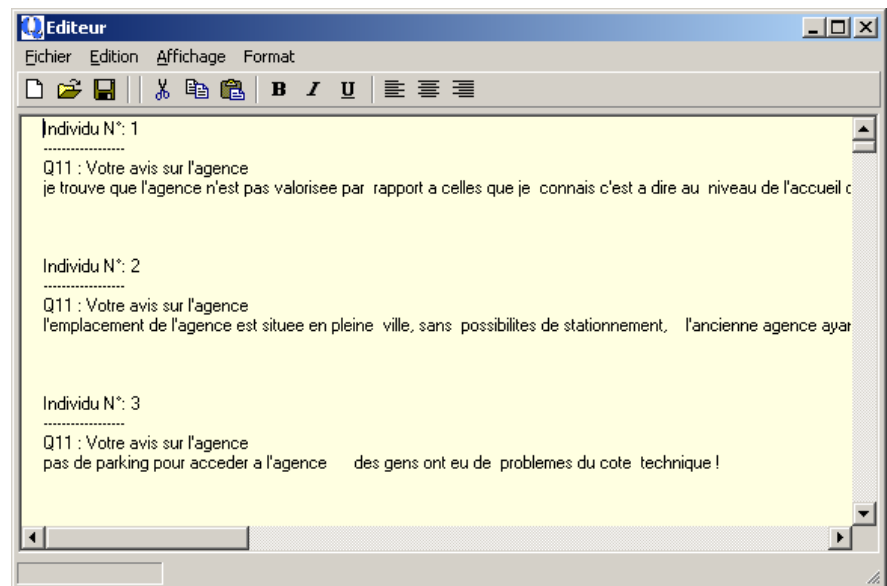 Editeur
Fichier Edition Affichage Format
B I U
Individu N°: 1
-----------------
Q11 : Votre avis sur l'agence
je trouve que l'agence n'est pas valorisee par rapport a celles que je connais c'est a dire au niveau de l'accueil
Individu N°: 2
-----------------
Q11 : Votre avis sur l'agence
l'emplacement de l'agence est situee en pleine ville, sans possibilites de stationnement, l'ancienne agence
Individu N°: 3
-----------------
Q11 : Votre avis sur l'agence
pas de parking pour acceder a l'agence des gens ont eu de problemes du cote technique !